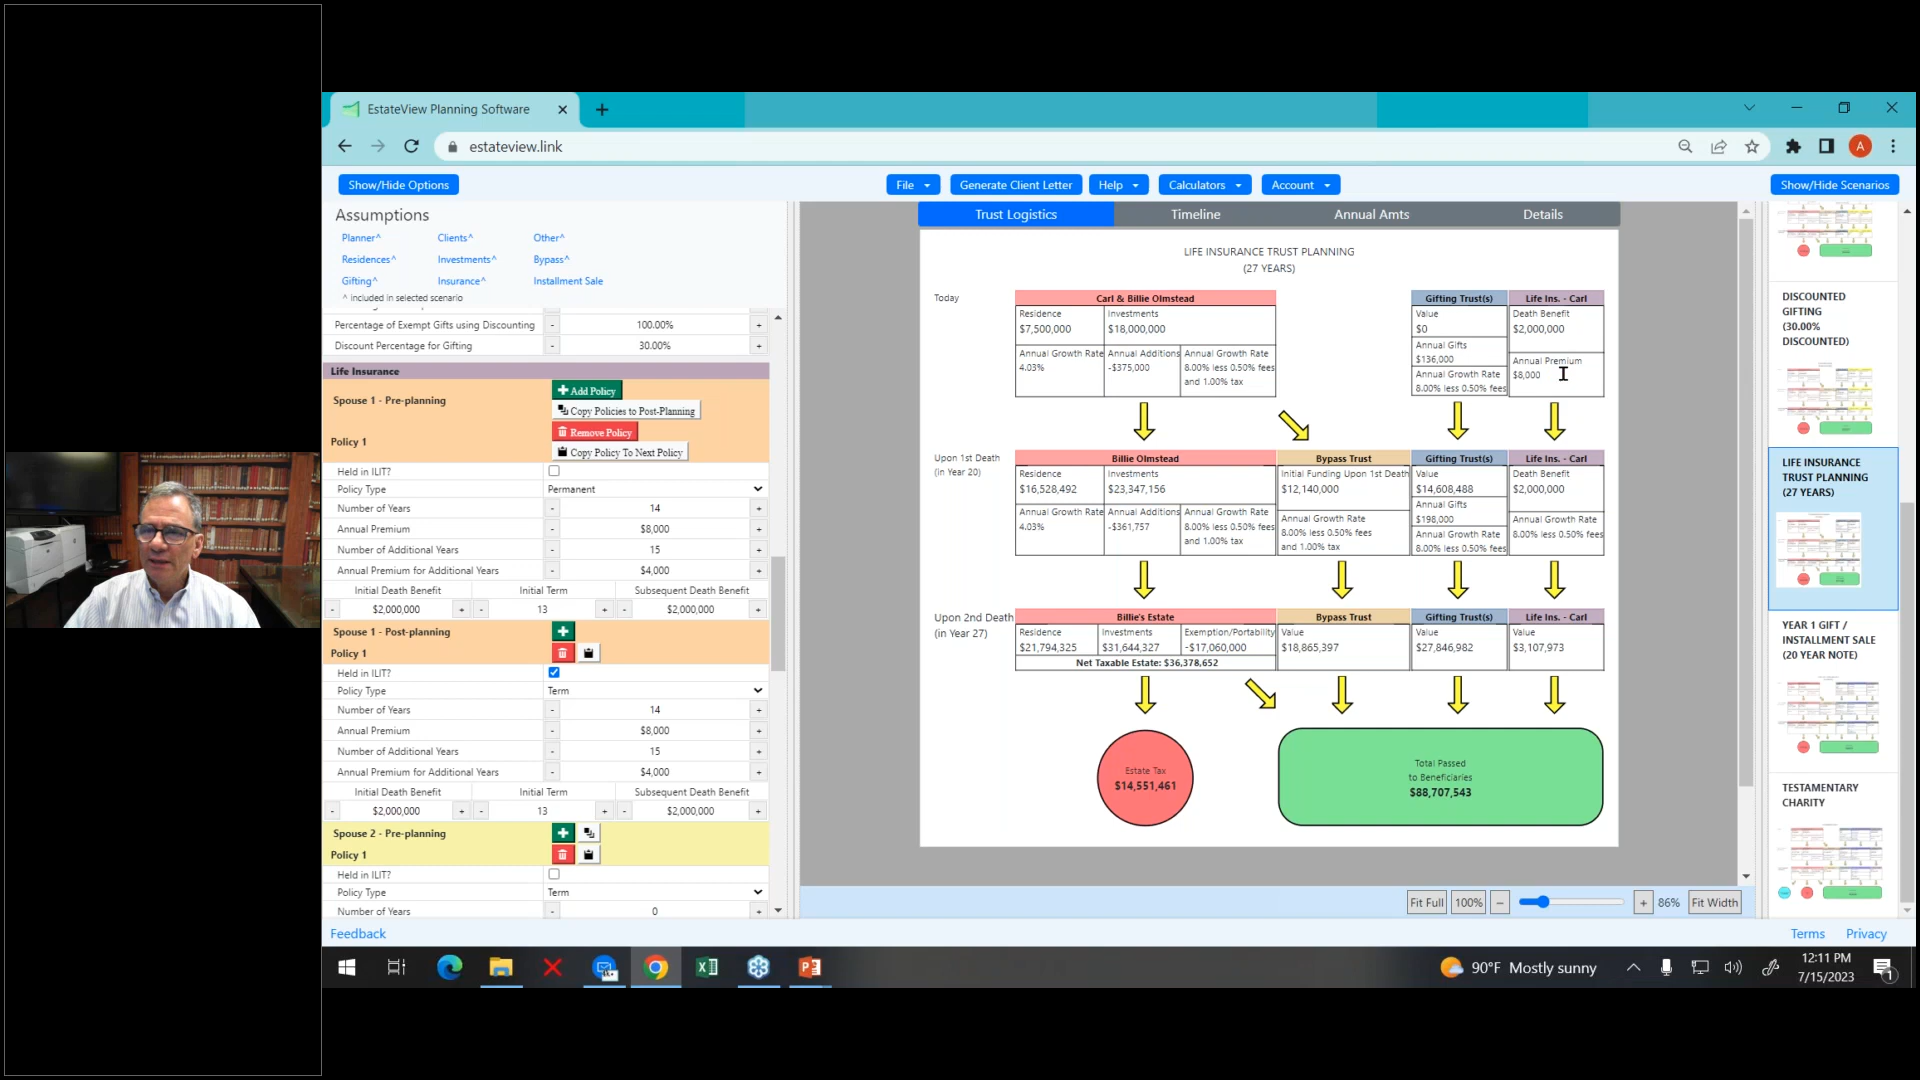 EstateView Planning Software
estateview.link
A
Show/Hide Options
File
Generate Client Letter
Help
Calculators
Account
Show/Hide Scenarios
Assumptions
Planner^ Clients^ Other^
Residences^ Investments^ Bypass^
Gifting^ Insurance^ Installment Sale
^ included in selected scenario
Percentage of Exempt Gifts using Discounting - 100.00% +
Discount Percentage for Gifting - 30.00% +
Life Insurance
Spouse 1 - Pre-planning
Add Policy
Copy Policies to Post-Planning
Policy 1
Remove Policy
Copy Policy To Next Policy
Held in ILIT?
Policy Type Permanent
Number of Years - 14 +
Annual Premium - $8,000 +
Number of Additional Years - 15 +
Annual Premium for Additional Years - $4,000 +
Initial Death Benefit Initial Term Subsequent Death Benefit
- $2,000,000 + - 13 + - $2,000,000 +
Spouse 1 - Post-planning
Policy 1
Held in ILIT?
Policy Type Term
Number of Years - 14 +
Annual Premium - $8,000 +
Number of Additional Years - 15 +
Annual Premium for Additional Years - $4,000 +
Initial Death Benefit Initial Term Subsequent Death Benefit
- $2,000,000 + - 13 + - $2,000,000 +
Spouse 2 - Pre-planning
Policy 1
Held in ILIT?
Policy Type Term
Number of Years - 0 +
Feedback
Trust Logistics Timeline Annual Amts Details
LIFE INSURANCE TRUST PLANNING
(27 YEARS)
Today
Carl & Billie Olmstead
Residence
$7,500,000
Investments
$18,000,000
Annual Growth Rate
4.03%
Annual Additions
-$375,000
Annual Growth Rate
8.00% less 0.50% fees
and 1.00% tax
Gifting Trust(s)
Value
$0
Annual Gifts
$136,000
Annual Growth Rate
8.00% less 0.50% fees
Life Ins. - Carl
Death Benefit
$2,000,000
Annual Premium
$8,000
Upon 1st Death
(in Year 20)
Billie Olmstead
Residence
$16,528,492
Investments
$23,347,156
Annual Growth Rate
4.03%
Annual Additions
-$361,757
Annual Growth Rate
8.00% less 0.50% fees
and 1.00% tax
Bypass Trust
Initial Funding Upon 1st Death
$12,140,000
Annual Growth Rate
8.00% less 0.50% fees
and 1.00% tax
Gifting Trust(s)
Value
$14,608,488
Annual Gifts
$198,000
Annual Growth Rate
8.00% less 0.50% fees
Life Ins. - Carl
Death Benefit
$2,000,000
Annual Growth Rate
8.00% less 0.50% fees
Upon 2nd Death
(in Year 27)
Billie's Estate
Residence
$21,794,325
Investments
$31,644,327
Exemption/Portability
-$17,060,000
Net Taxable Estate: $36,378,652
Bypass Trust
Value
$18,865,397
Gifting Trust(s)
Value
$27,846,982
Life Ins. - Carl
Value
$3,107,973
Estate Tax
$14,551,461
Total Passed
to Beneficiaries
$88,707,543
Fit Full
100%
86%
Fit Width
DISCOUNTED
GIFTING
(30.00%
DISCOUNTED)
LIFE INSURANCE
TRUST PLANNING
(27 YEARS)
YEAR 1 GIFT /
INSTALLMENT SALE
(20 YEAR NOTE)
TESTAMENTARY
CHARITY
Terms Privacy
90°F Mostly sunny
12:11 PM
7/15/2023
1